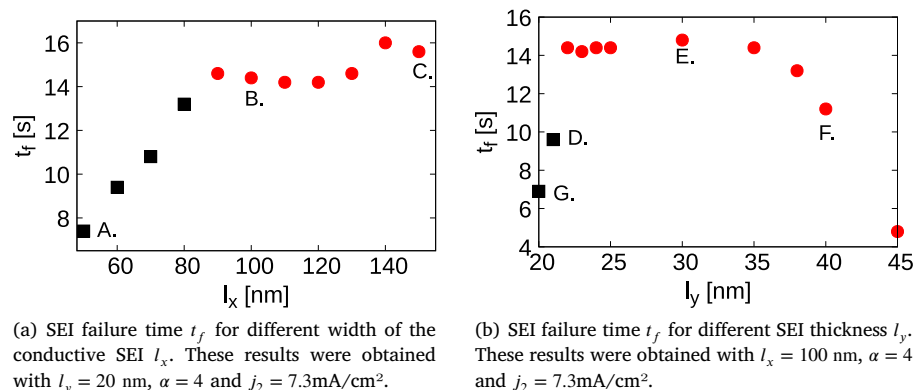 16
14
12
10
8
t_f [s]
A.
B.
C.
60 80 100 120 140
l_x [nm]
16
14
12
10
8
6
4
t_f [s]
E.
F.
D.
G.
20 25 30 35 40 45
l_y [nm]
(a) SEI failure time t_f for different width of the
conductive SEI l_x. These results were obtained
with l_y = 20 nm, α = 4 and j_2 = 7.3mA/cm².
(b) SEI failure time t_f for different SEI thickness l_y.
These results were obtained with l_x = 100 nm, α = 4
and j_2 = 7.3mA/cm².